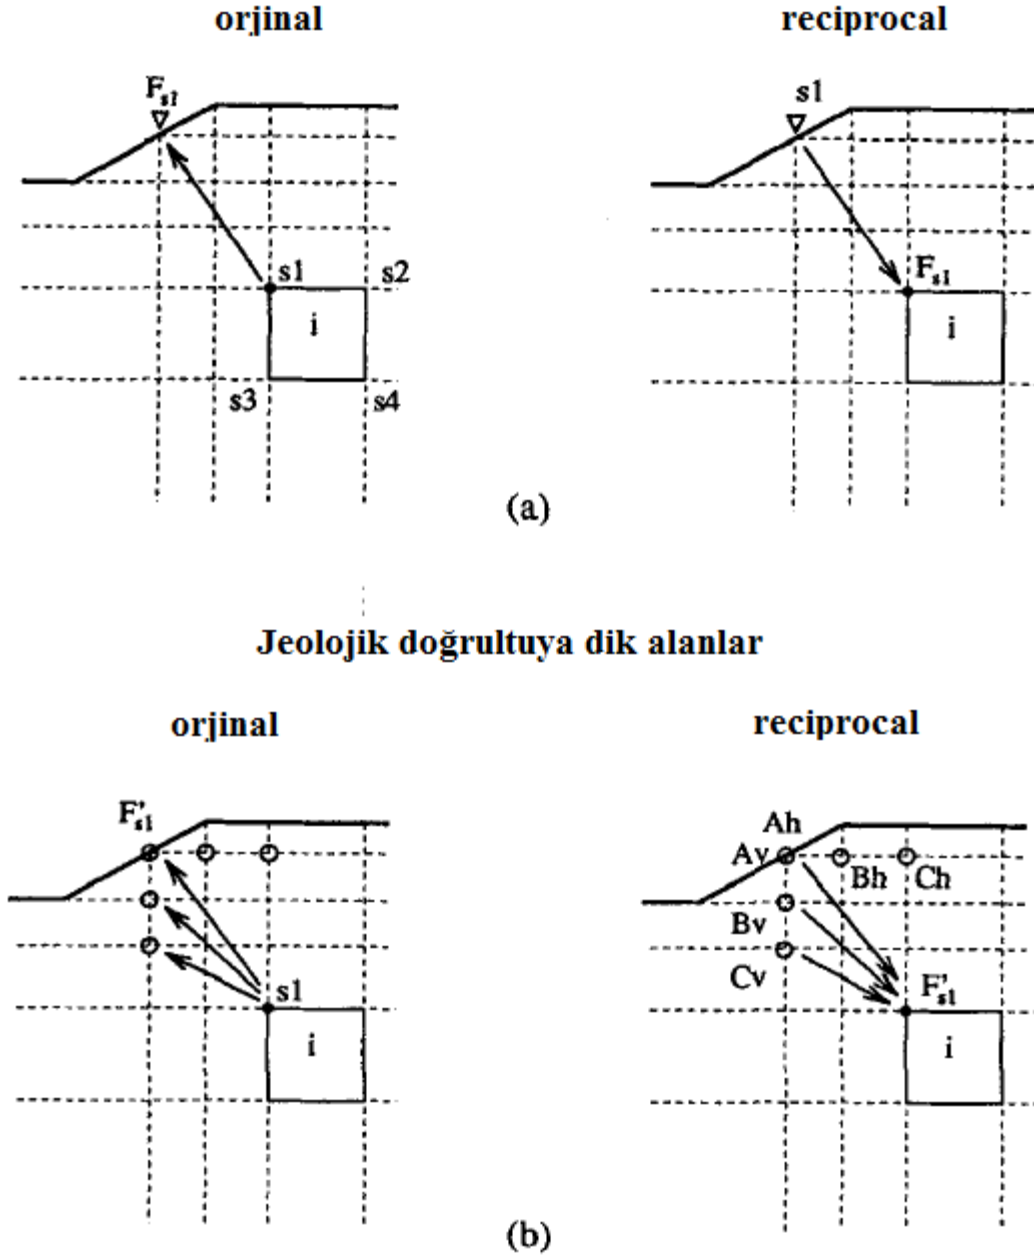 orjinal reciprocal
F_s1 s1
s1 s2 F_s1
i i
s3 s4
(a)
Jeolojik doğrultuya dik alanlar
orjinal reciprocal
F'_s1 Ah
Av Bh Ch
Bv
Cv
s1 F'_s1
i i
(b)